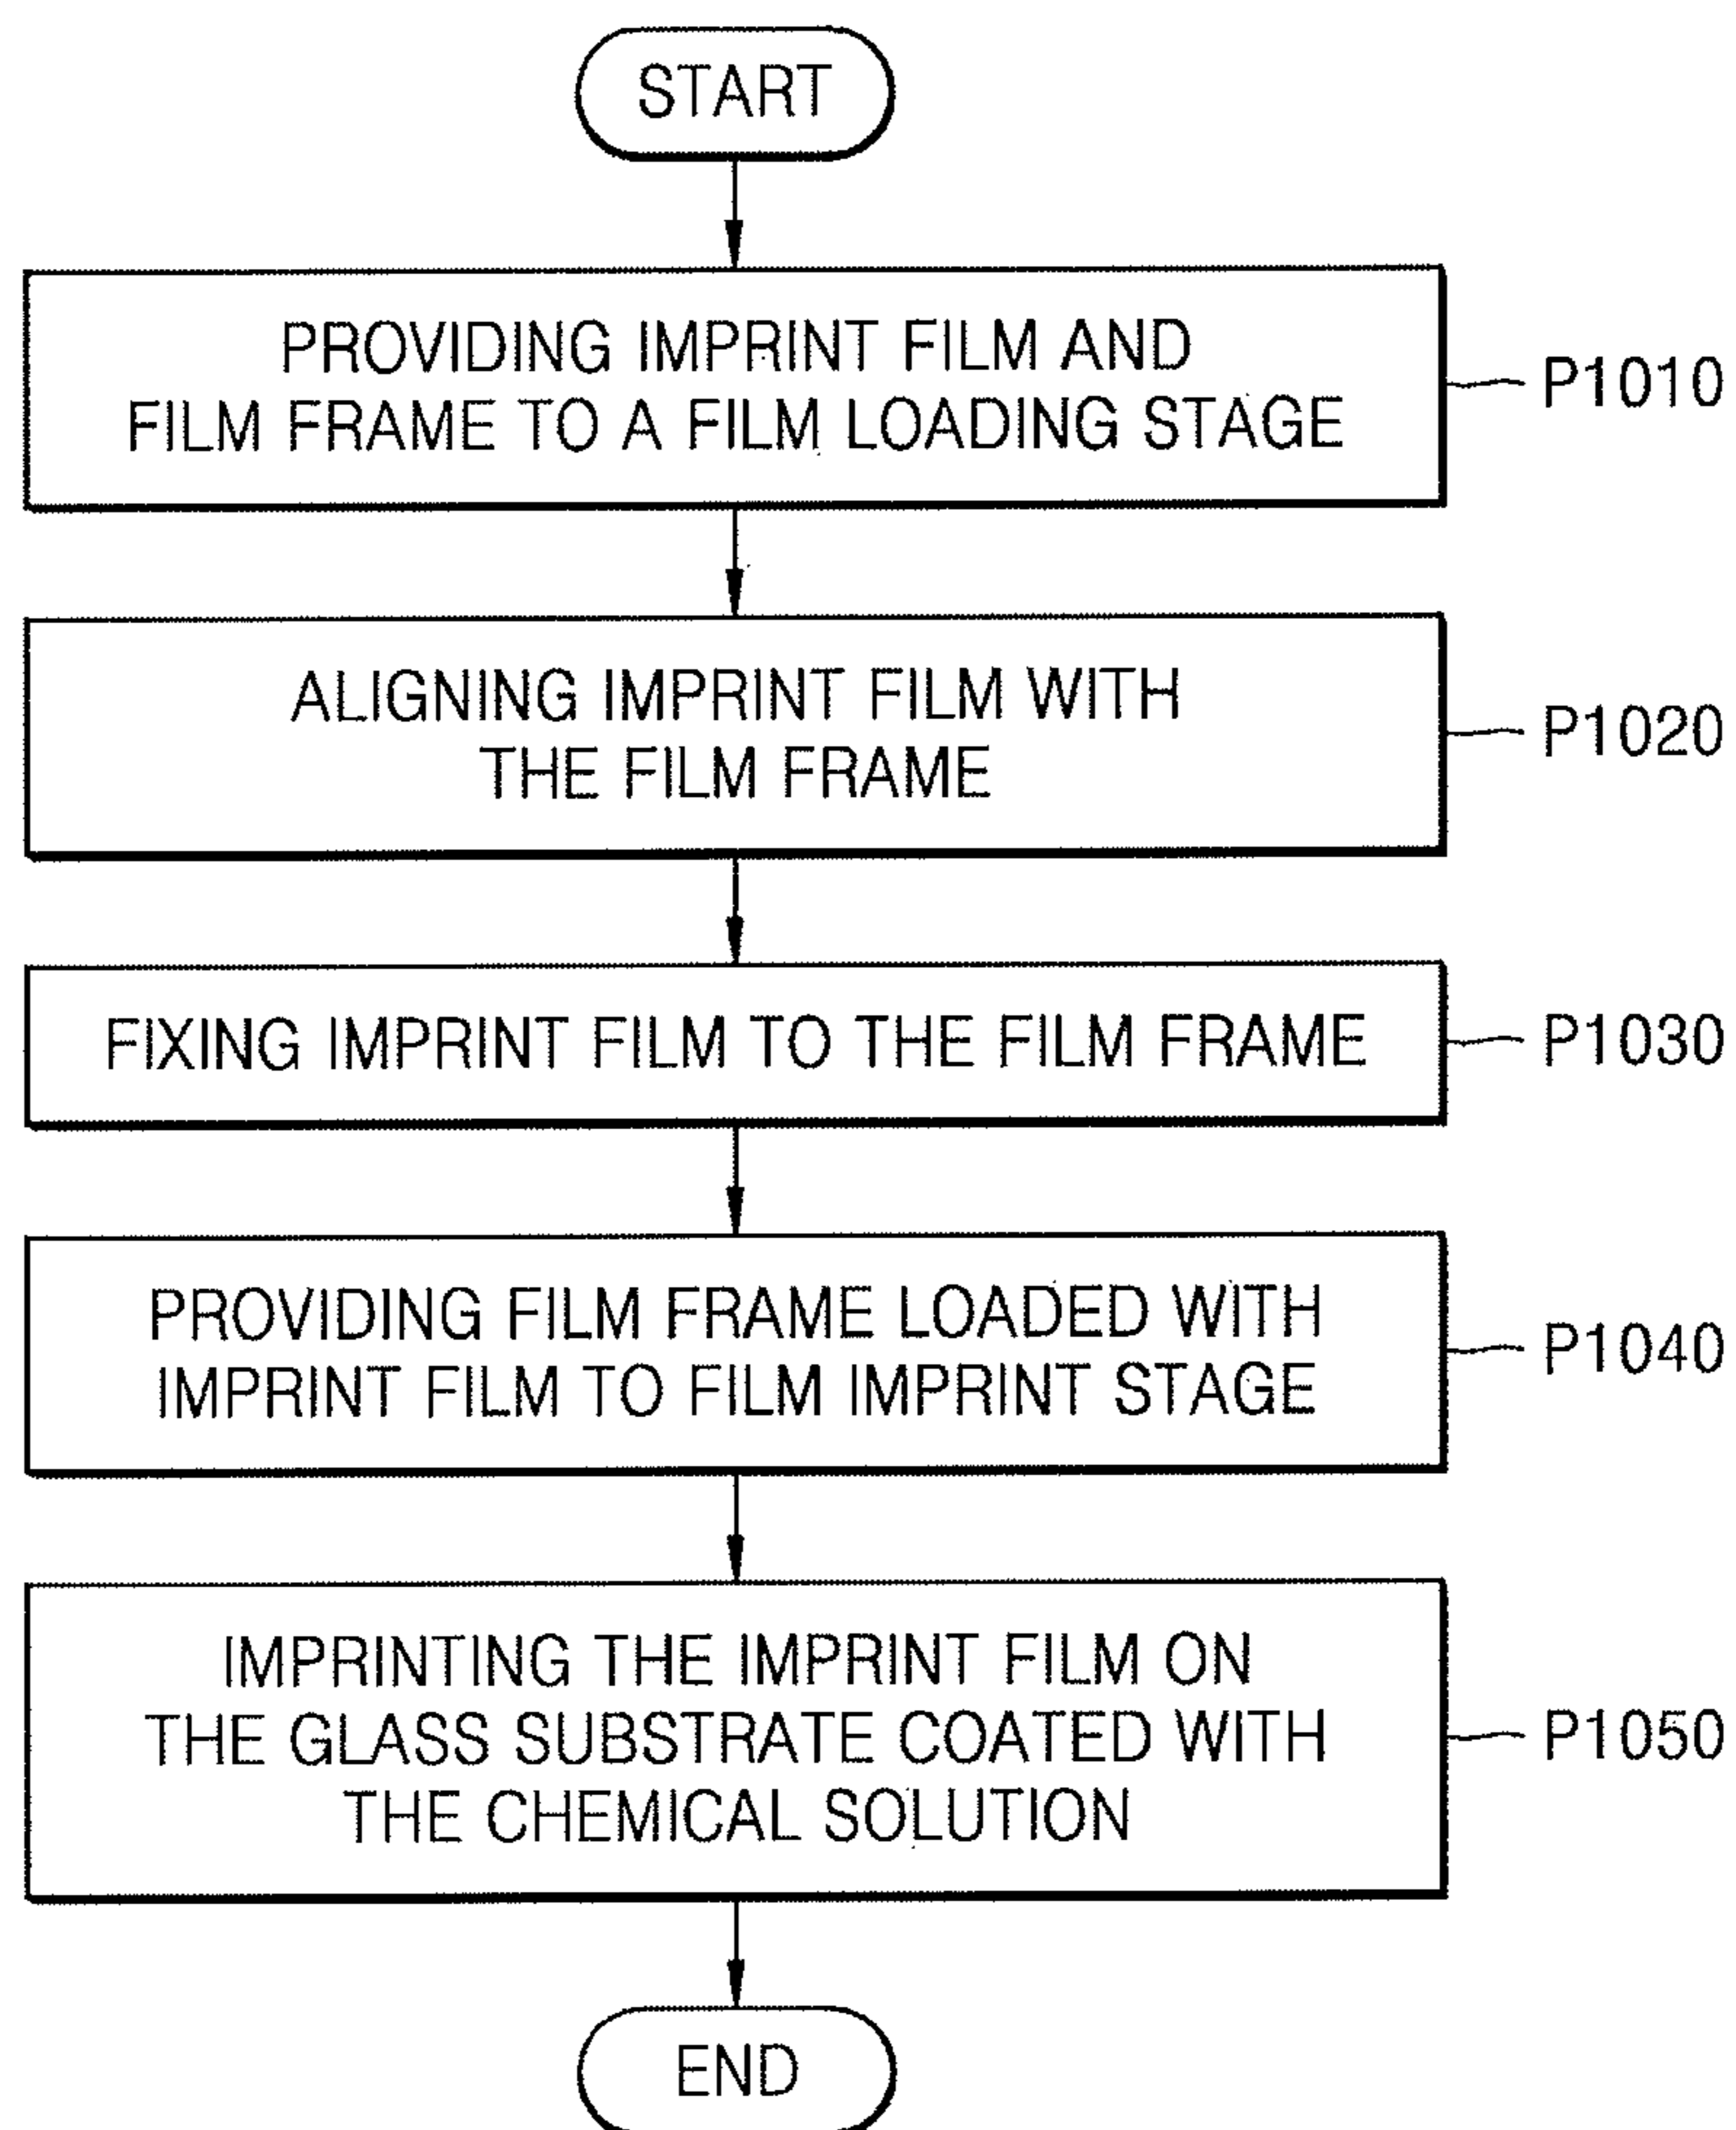 START
PROVIDING IMPRINT FILM AND
FILM FRAME TO A FILM LOADING STAGE
P1010
ALIGNING IMPRINT FILM WITH
THE FILM FRAME
P1020
FIXING IMPRINT FILM TO THE FILM FRAME
P1030
PROVIDING FILM FRAME LOADED WITH
IMPRINT FILM TO FILM IMPRINT STAGE
P1040
IMPRINTING THE IMPRINT FILM ON
THE GLASS SUBSTRATE COATED WITH
THE CHEMICAL SOLUTION
P1050
END